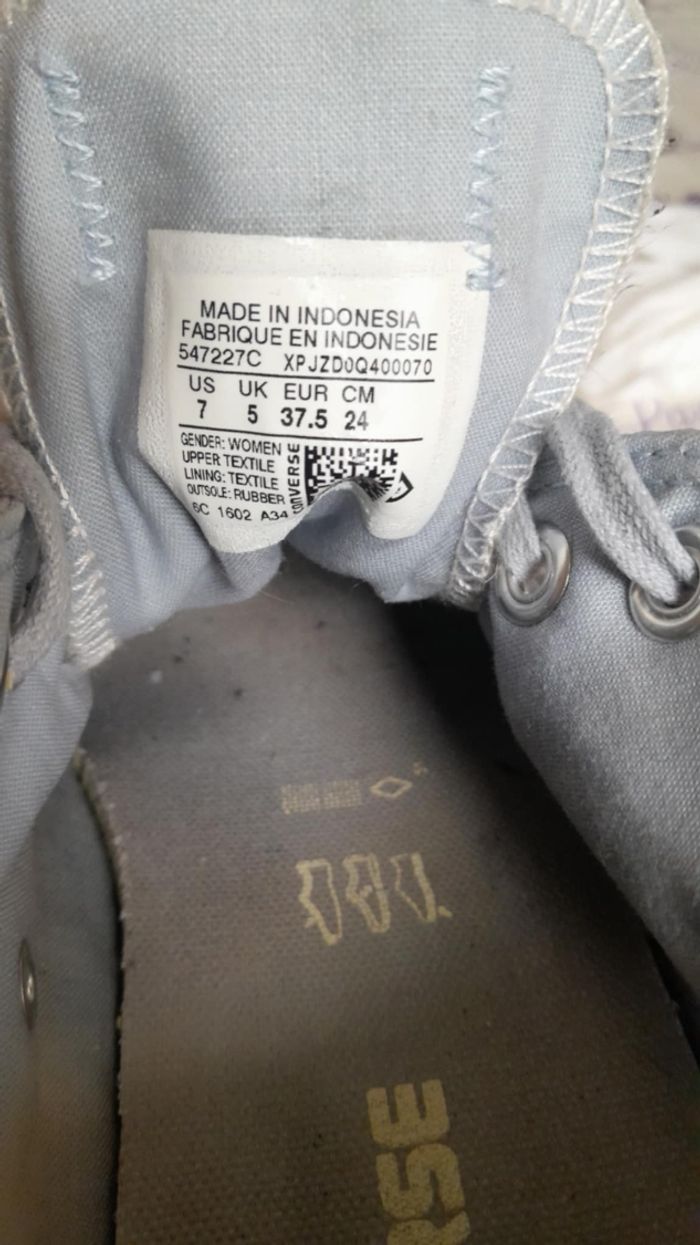 MADE IN INDONESIA
FABRIQUE EN INDONESIE
547227C XPJZD0Q400070
US UK EUR CM
7 5 37.5 24
GENDER: WOMEN
UPPER TEXTILE
LINING: TEXTILE
OUTSOLE: RUBBER
6C 1602 A34
CONVERSE
RSE